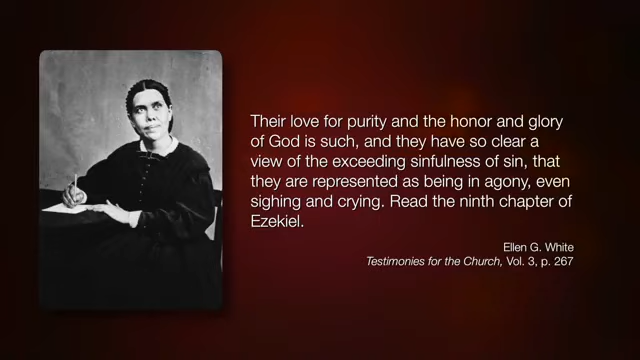 Their love for purity and the honor and glory
of God is such, and they have so clear a
view of the exceeding sinfulness of sin, that
they are represented as being in agony, even
sighing and crying. Read the ninth chapter of
Ezekiel.
Ellen G. White
Testimonies for the Church, Vol. 3, p. 267